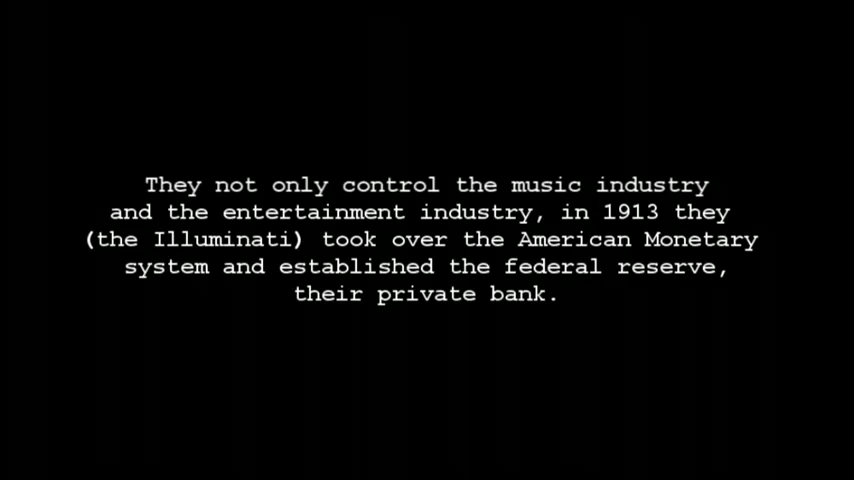 They not only control the music industry
and the entertainment industry, in 1913 they
(the Illuminati) took over the American Monetary
system and established the federal reserve,
their private bank.